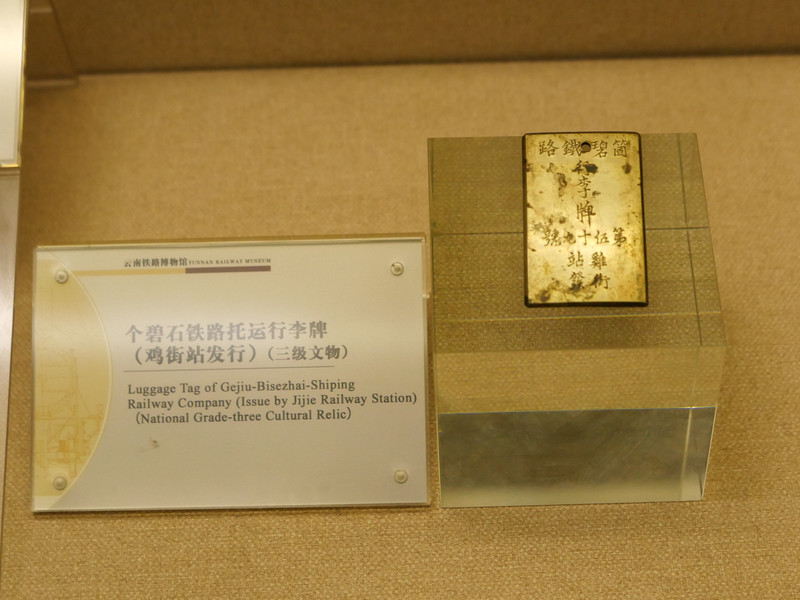 云南铁路博物馆 YUNNAN RAILWAY MUSEUM
个碧石铁路托运行李牌
（鸡街站发行）（三级文物）
Luggage Tag of Gejiu-Bisezhai-Shiping
Railway Company (Issue by Jijie Railway Station)
（National Grade-three Cultural Relic）
箇碧鐵路
行李牌
第伍十九號
雞街
站發